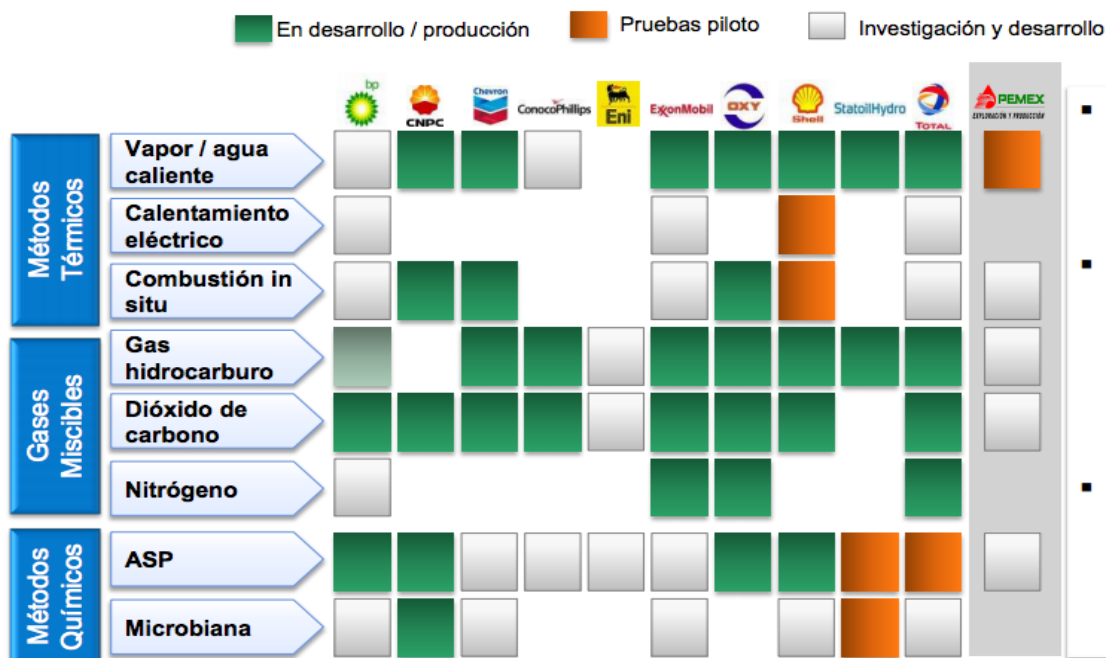 En desarrollo / producción
Pruebas piloto
Investigación y desarrollo
bp
CNPC
Chevron
ConocoPhillips
Eni
ExxonMobil
OXY
Shell
StatoilHydro
TOTAL
PEMEX
EXPLORACIÓN Y PRODUCCIÓN
Métodos
Térmicos
Vapor / agua
caliente
Calentamiento
eléctrico
Combustión in
situ
Gases
Miscibles
Gas
hidrocarburo
Dióxido de
carbono
Nitrógeno
Métodos
Químicos
ASP
Microbiana